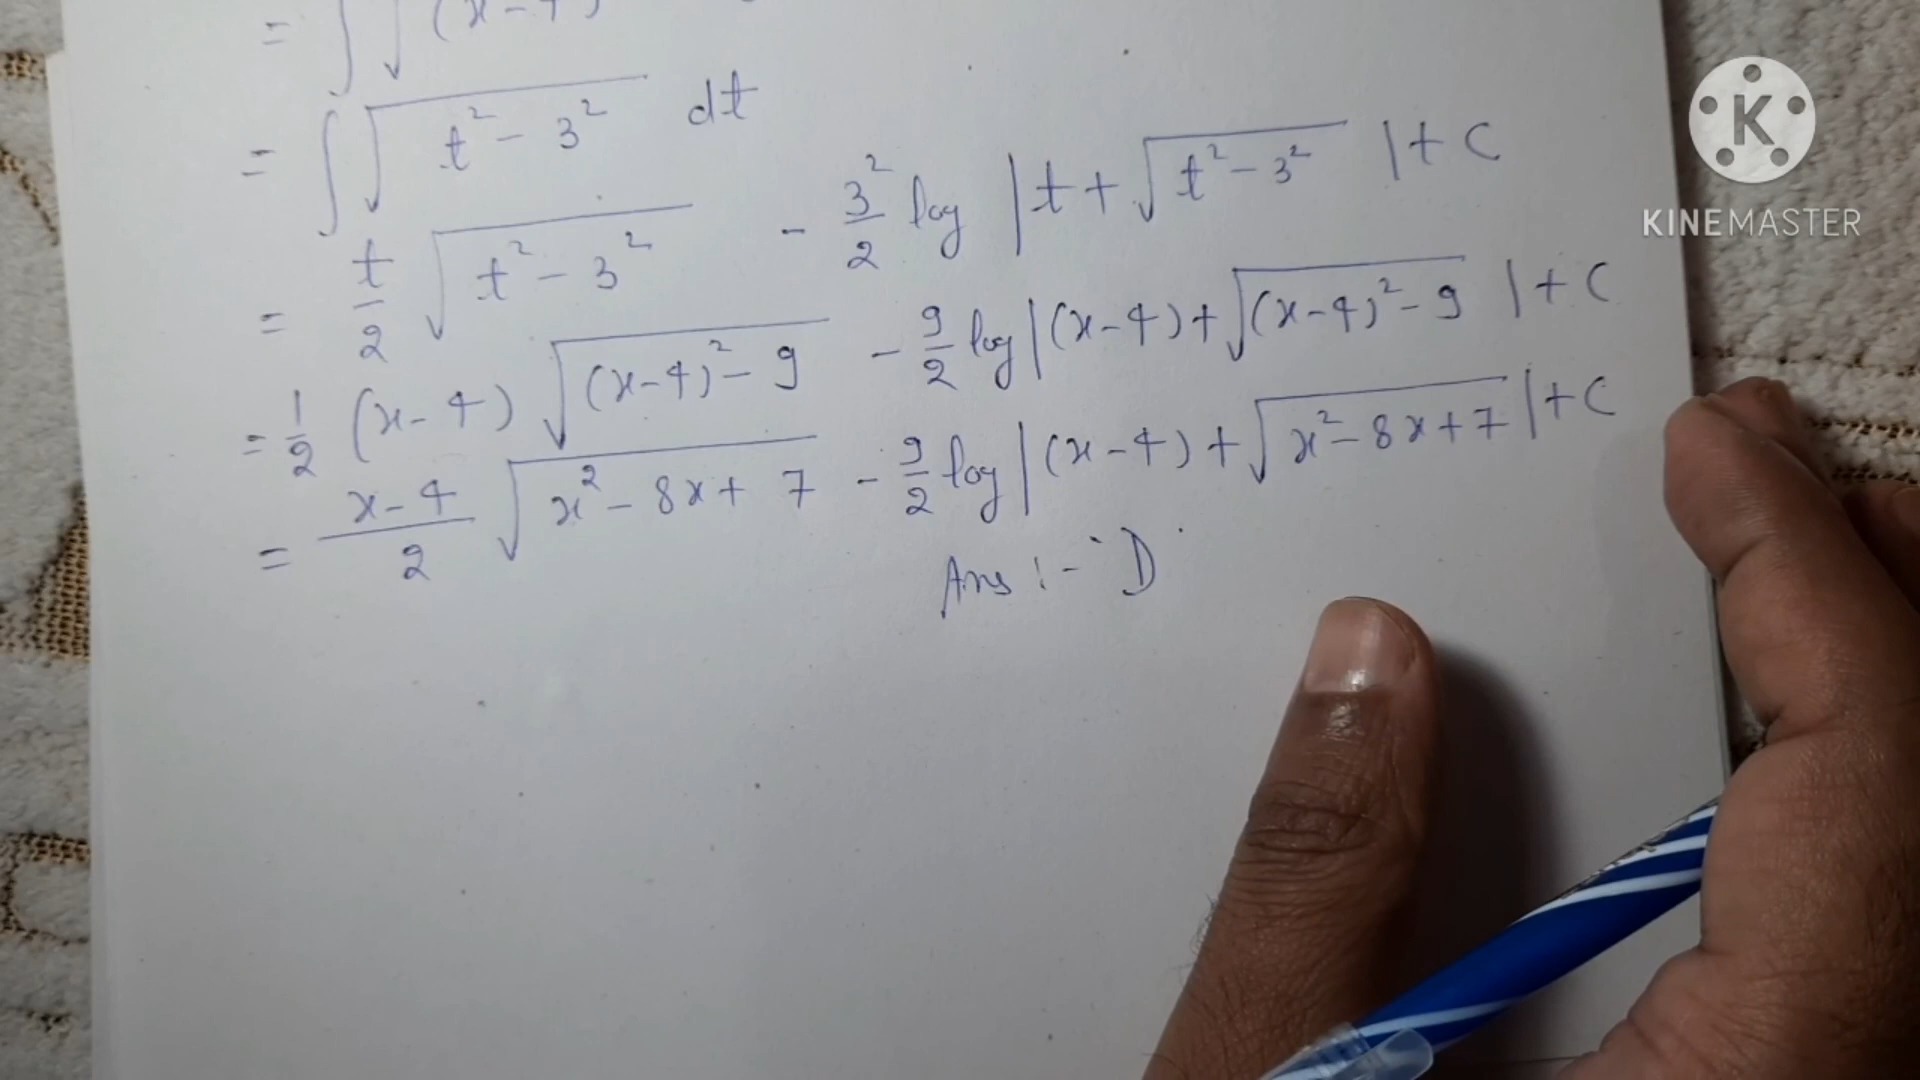 = ∫ √(x-4)
= ∫ √t² - 3² dt
= t/2 √t² - 3² - 3²/2 log |t + √t² - 3² | + C
= 1/2 (x-4) √(x-4)² - 9 - 9/2 log |(x-4) + √(x-4)² - 9 | + C
= x-4/2 √x² - 8x + 7 - 9/2 log |(x-4) + √x² - 8x + 7 | + C
Ans :- 'D'
K
KINEMASTER